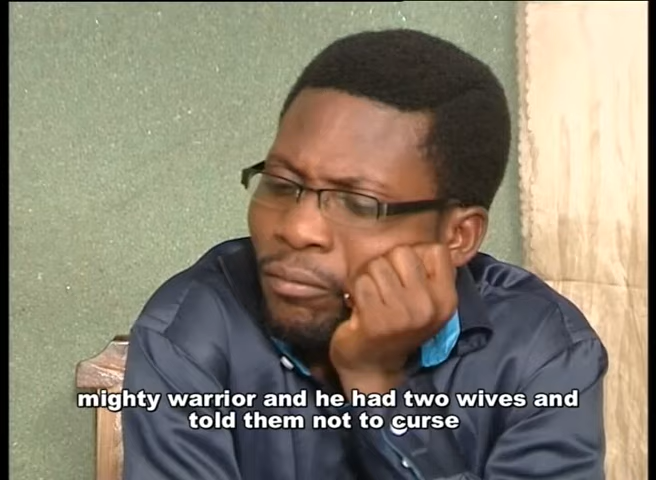 mighty warrior and he had two wives, and
told them not to curse